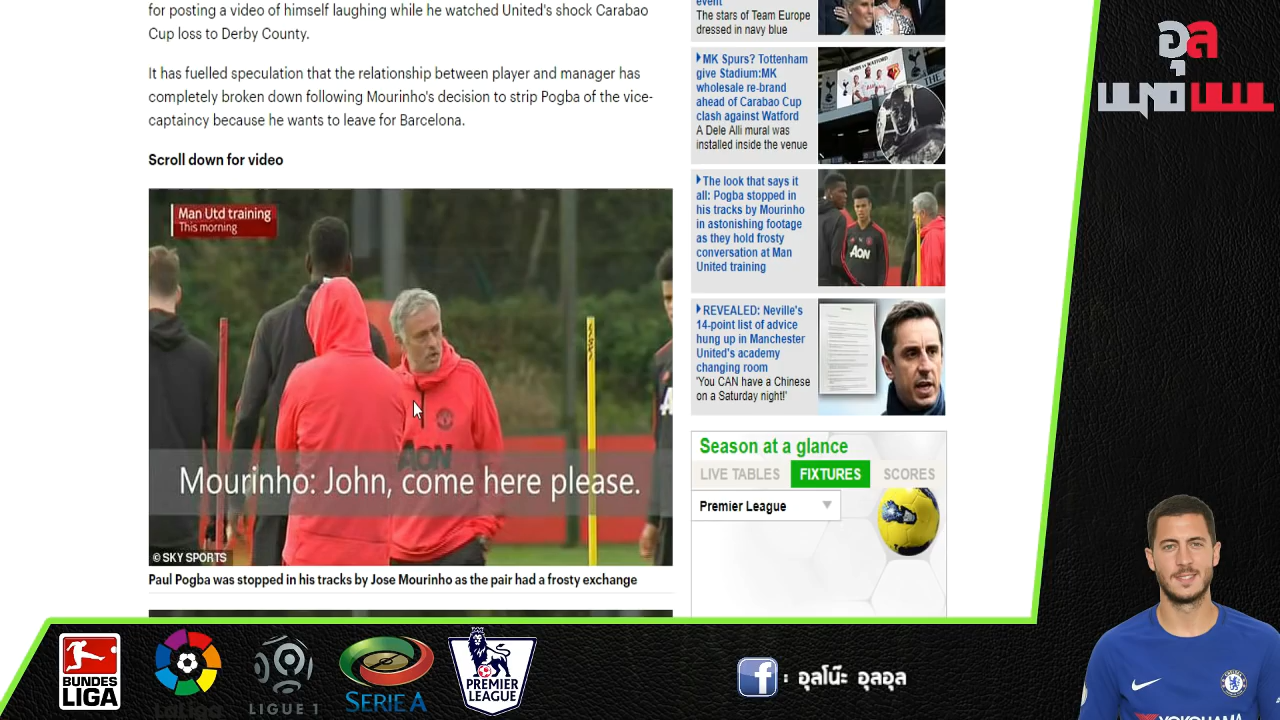 for posting a video of himself laughing while he watched United's shock Carabao
Cup loss to Derby County.
It has fuelled speculation that the relationship between player and manager has
completely broken down following Mourinho's decision to strip Pogba of the vice-
captaincy because he wants to leave for Barcelona.
Scroll down for video
Man Utd training
This morning
AON
Mourinho: John, come here please.
© SKY SPORTS
Paul Pogba was stopped in his tracks by Jose Mourinho as the pair had a frosty exchange
event
The stars of Team Europe
dressed in navy blue
MK Spurs? Tottenham
give Stadium:MK
wholesale re-brand
ahead of Carabao Cup
clash against Watford
A Dele Alli mural was
installed inside the venue
The look that says it
all: Pogba stopped in
his tracks by Mourinho
in astonishing footage
as they hold frosty
conversation at Man
United training
AON
REVEALED: Neville's
14-point list of advice
hung up in Manchester
United's academy
changing room
'You CAN have a Chinese
on a Saturday night!'
Season at a glance
LIVE TABLES
FIXTURES
SCORES
Premier League
BUNDES
LIGA
LaLiga
LIGUE 1
SERIE A
PREMIER
LEAGUE
f : อุลโน๊ะ อุลอุล
YOKOHAMA